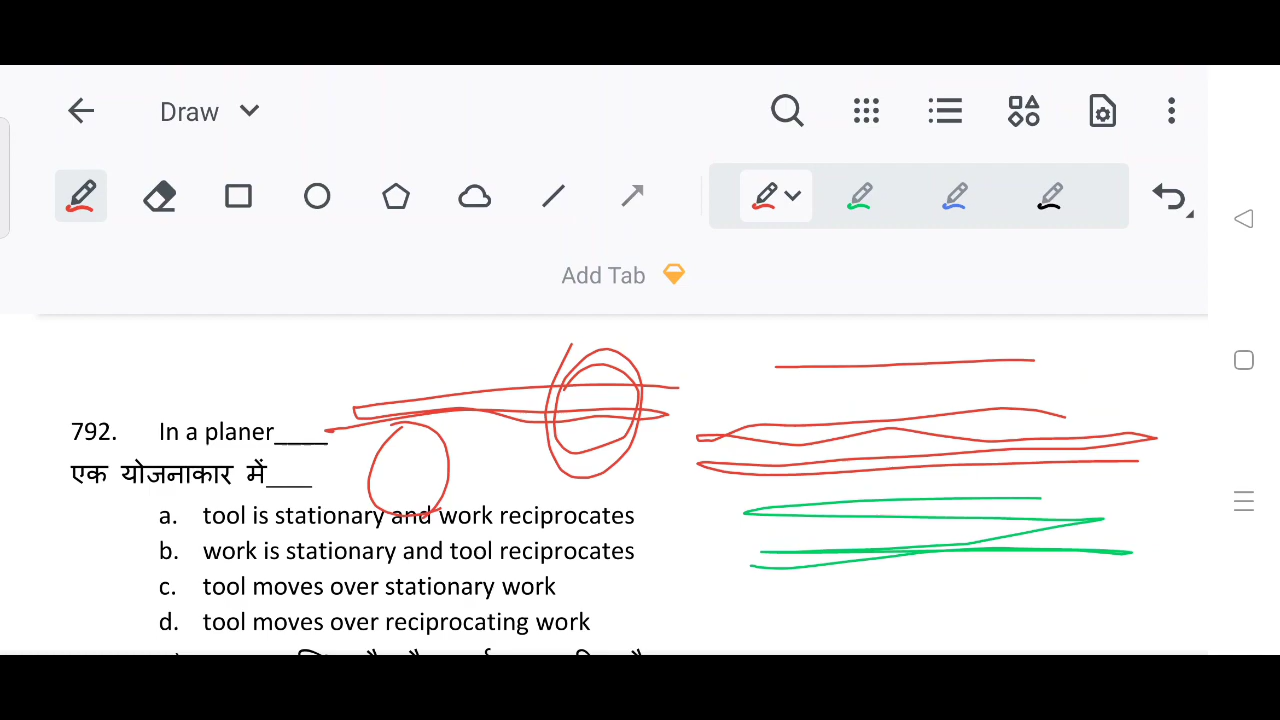 Draw
Add Tab
792. In a planer____
एक योजनाकार में____
a. tool is stationary and work reciprocates
b. work is stationary and tool reciprocates
c. tool moves over stationary work
d. tool moves over reciprocating work